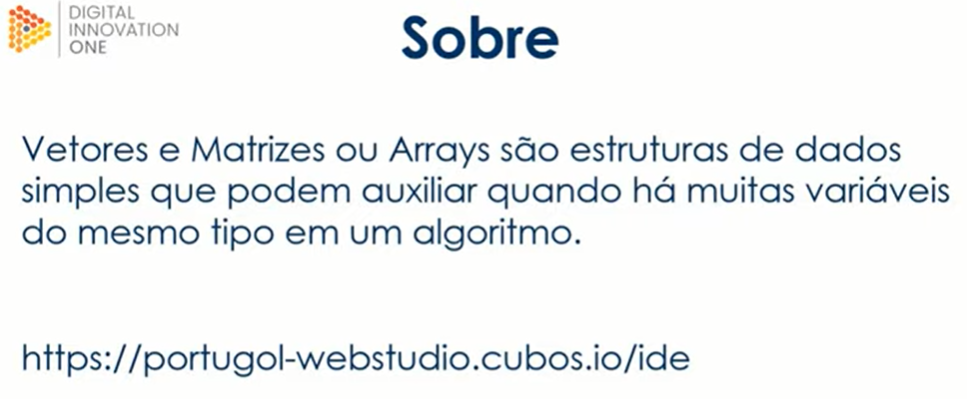 DIGITAL
INNOVATION
ONE
Sobre
Vetores e Matrizes ou Arrays são estruturas de dados
simples que podem auxiliar quando há muitas variáveis
do mesmo tipo em um algoritmo.
https://portugol-webstudio.cubos.io/ide